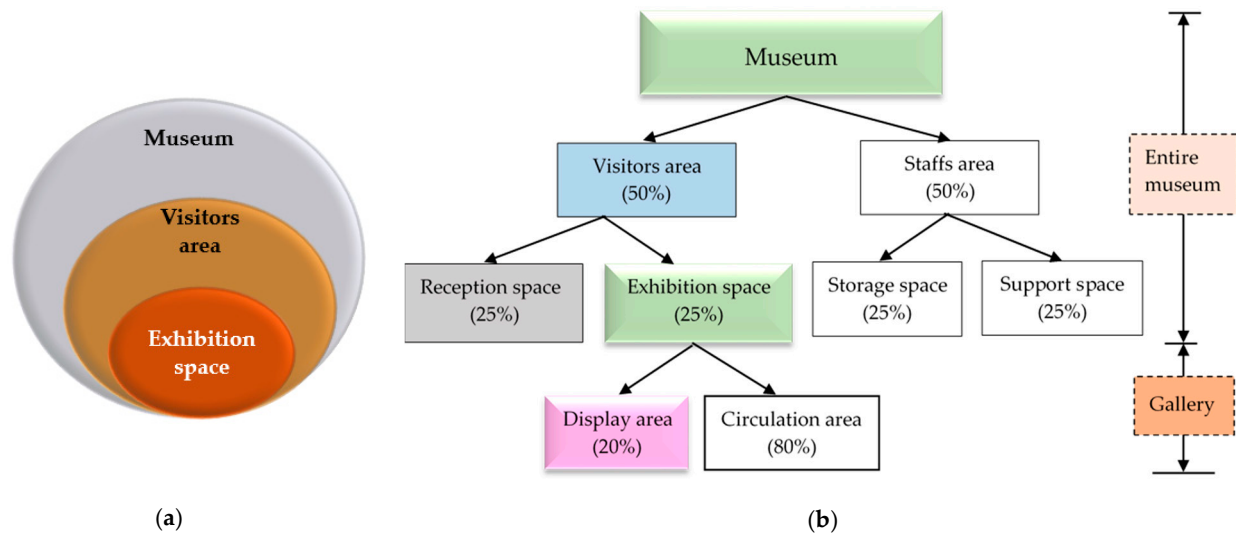 Museum
Visitors
area
Exhibition
space
(a)
Museum
Visitors area
(50%)
Staffs area
(50%)
Reception space
(25%)
Exhibition space
(25%)
Storage space
(25%)
Support space
(25%)
Display area
(20%)
Circulation area
(80%)
Entire
museum
Gallery
(b)